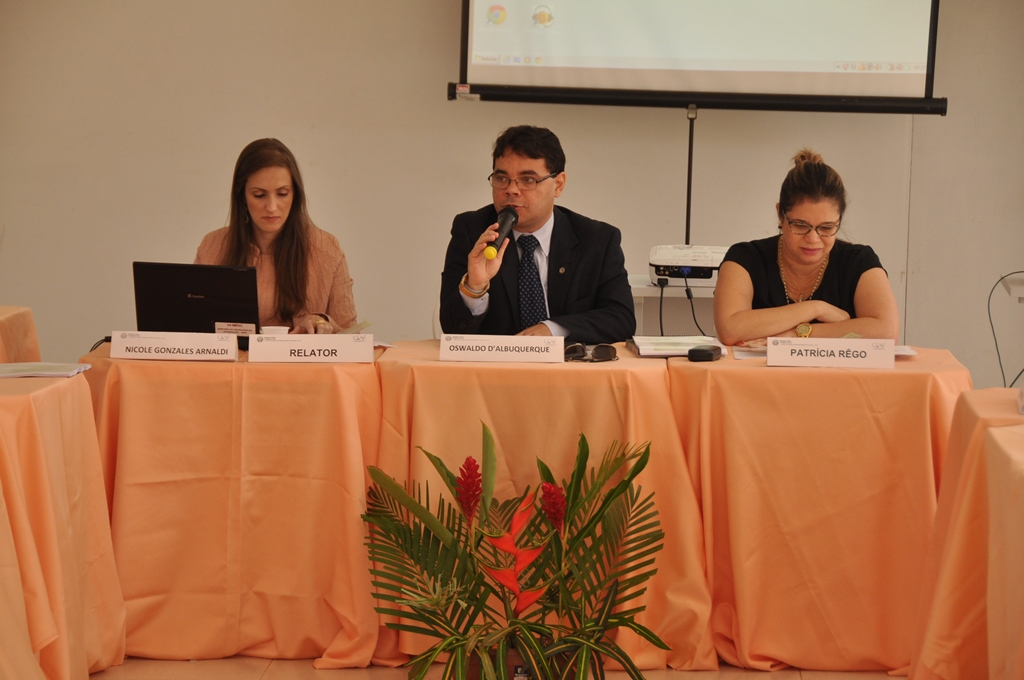 NICOLE GONZALES ARNALDI
RELATOR
OSWALDO D'ALBUQUERQUE
PATRÍCIA RÊGO